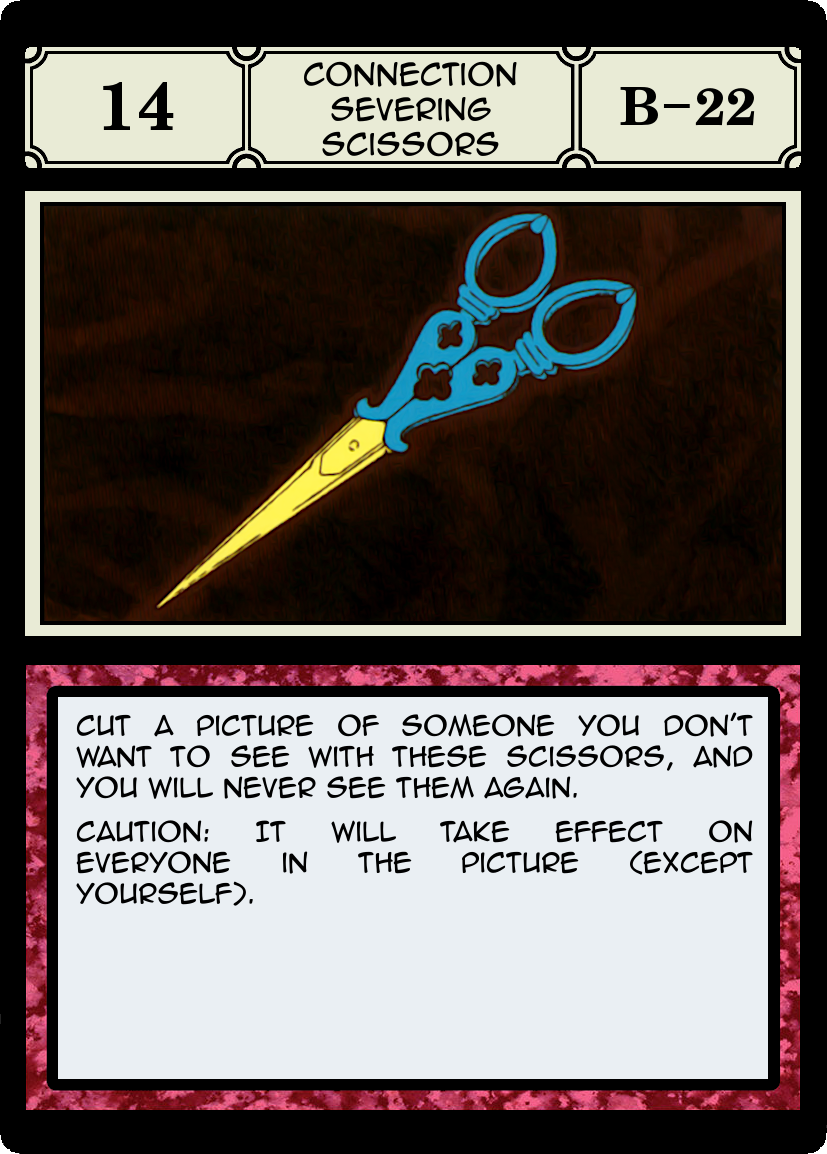 14
CONNECTION
SEVERING
SCISSORS
B-22
CUT A PICTURE OF SOMEONE YOU DON'T
WANT TO SEE WITH THESE SCISSORS, AND
YOU WILL NEVER SEE THEM AGAIN.
CAUTION: IT WILL TAKE EFFECT ON
EVERYONE IN THE PICTURE (EXCEPT
YOURSELF).